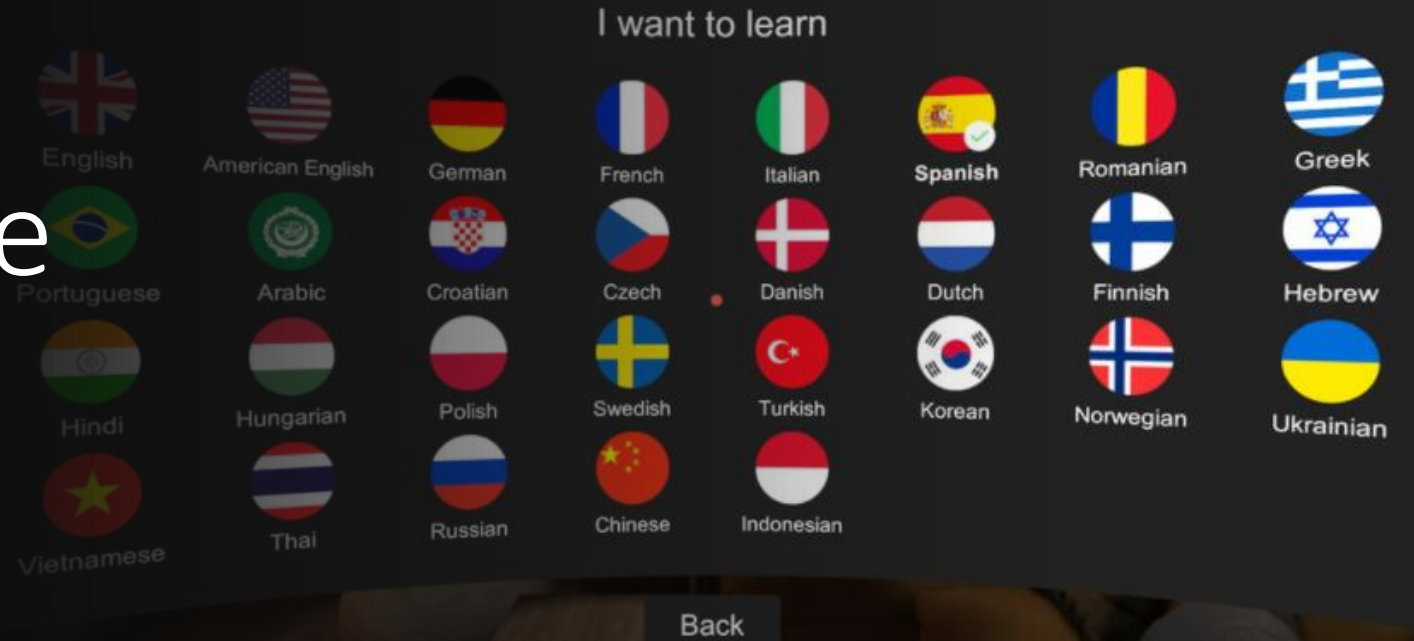 I want to learn
English American English German French Italian Spanish Romanian Greek
e
Portuguese Arabic Croatian Czech Danish Dutch Finnish Hebrew
Hindi Hungarian Polish Swedish Turkish Korean Norwegian Ukrainian
Vietnamese Thai Russian Chinese Indonesian
Back